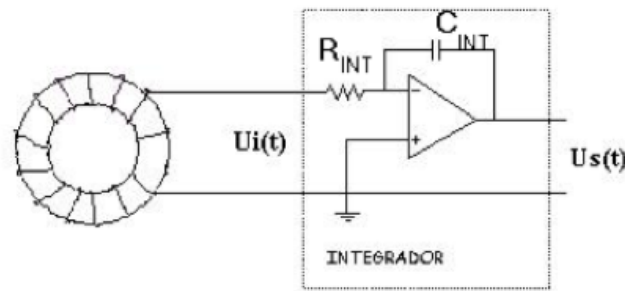 C INT
R INT
Ui(t)
Us(t)
INTEGRADOR